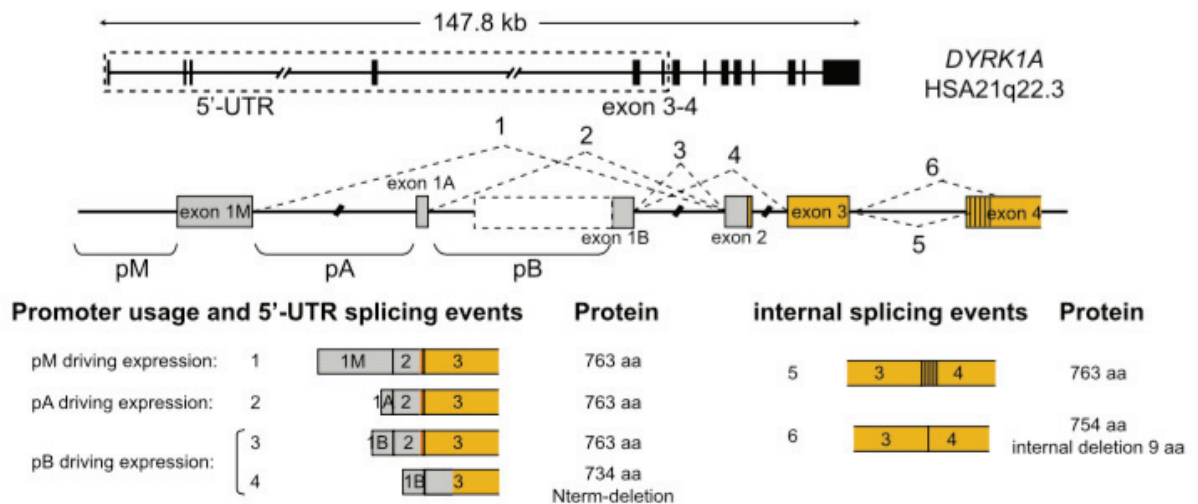 147.8 kb
DYRK1A
HSA21q22.3
5'-UTR
exon 3-4
1
2
3
4
6
exon 1A
exon 1M
exon 1B
exon 2
exon 3
exon 4
5
pM
pA
pB
Promoter usage and 5'-UTR splicing events Protein
pM driving expression: 1 1M 2 3 763 aa
pA driving expression: 2 1A 2 3 763 aa
pB driving expression:
3 1B 2 3 763 aa
4 1B 3 734 aa
Nterm-deletion
internal splicing events Protein
5 3 4 763 aa
6 3 4 754 aa
internal deletion 9 aa